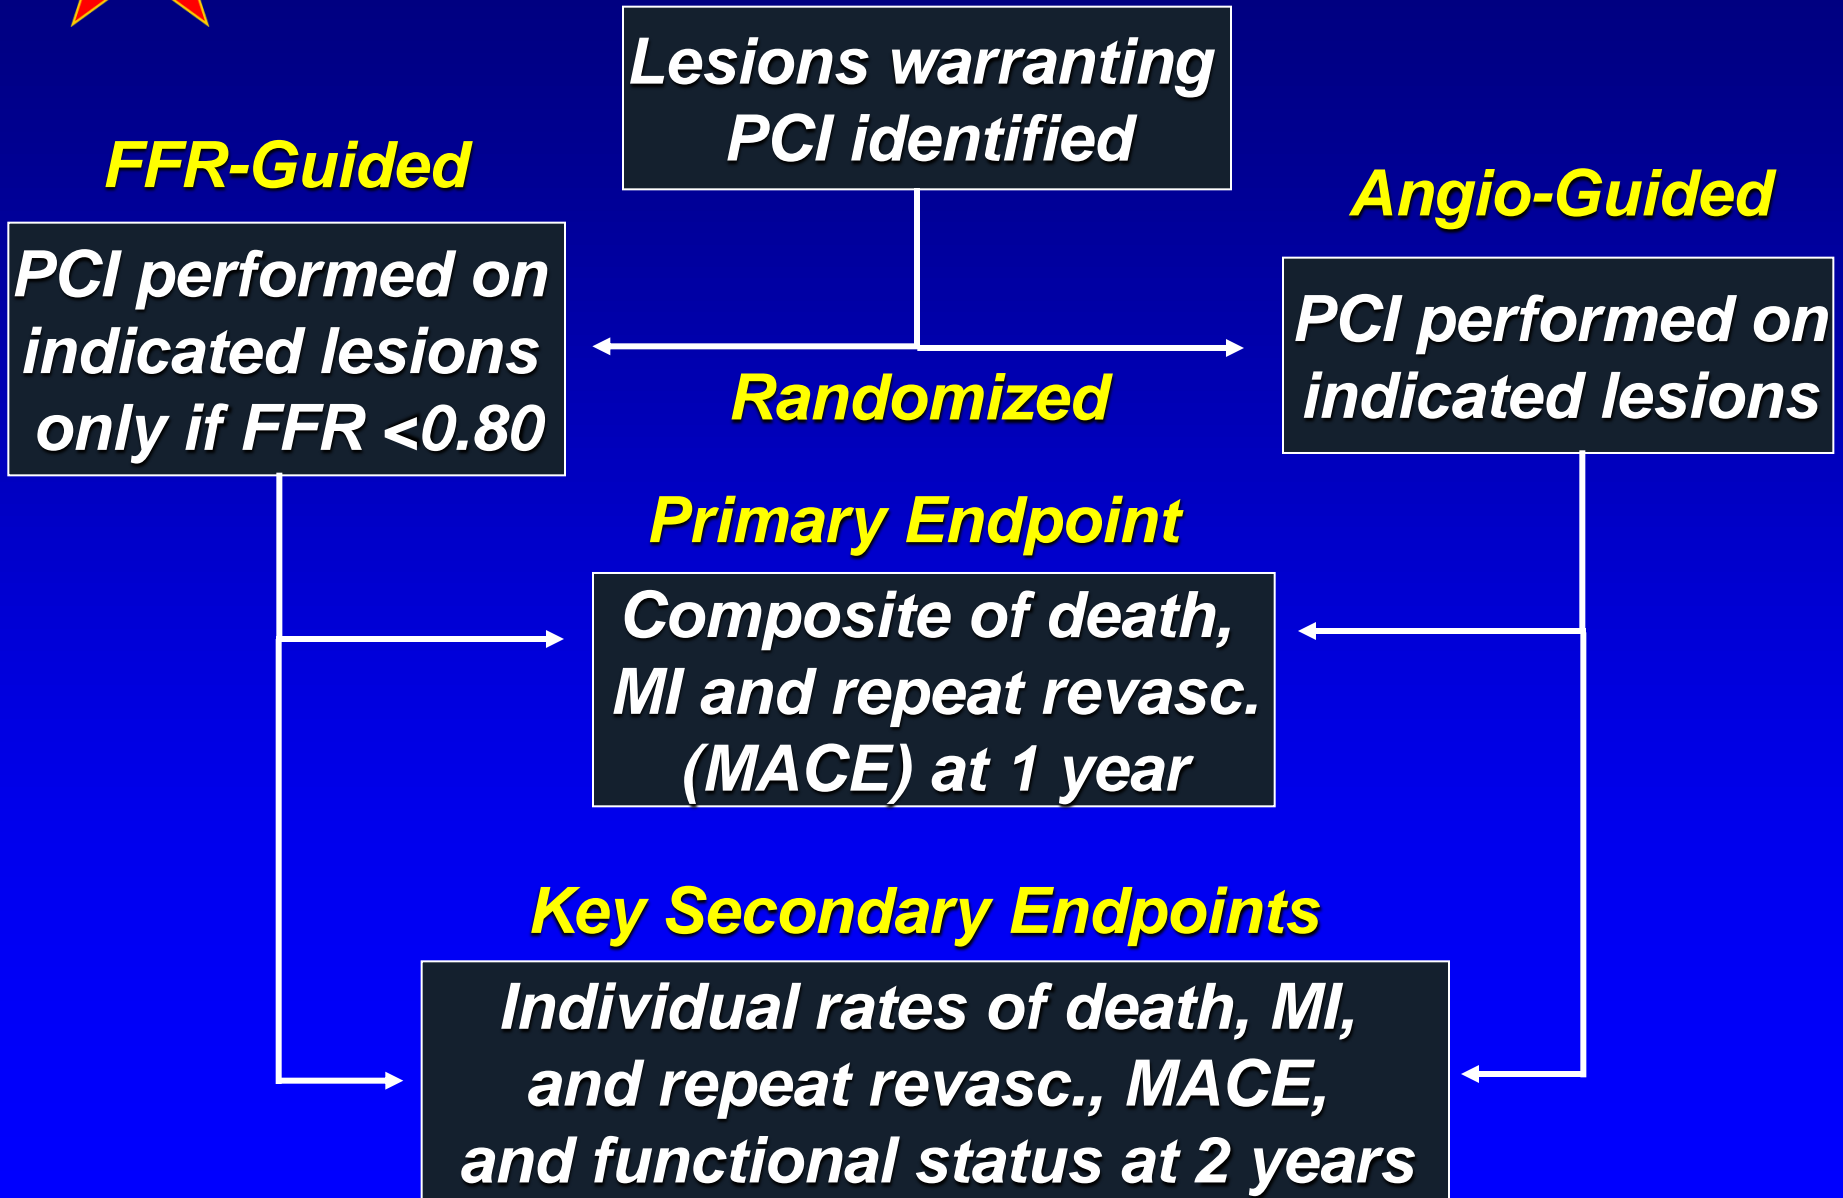 Lesions warranting
PCI identified
FFR-Guided
PCI performed on
indicated lesions
only if FFR <0.80
Angio-Guided
PCI performed on
indicated lesions
Randomized
Primary Endpoint
Composite of death,
MI and repeat revasc.
(MACE) at 1 year
Key Secondary Endpoints
Individual rates of death, MI,
and repeat revasc., MACE,
and functional status at 2 years